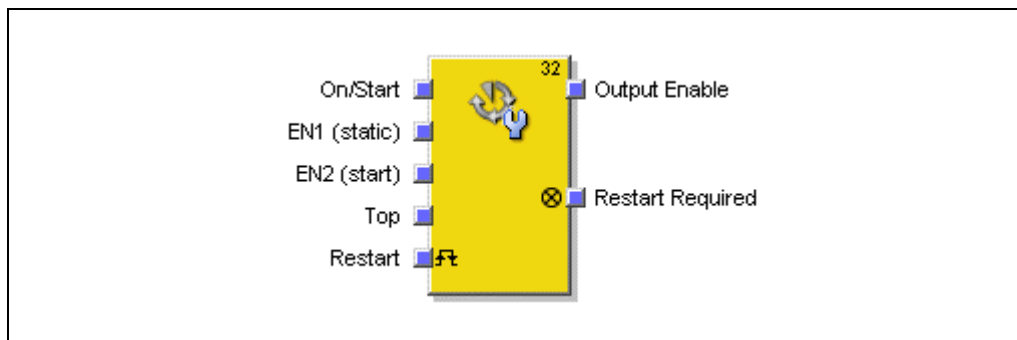 32
On/Start
Output Enable
EN1 (static)
EN2 (start)
Restart Required
Top
Restart